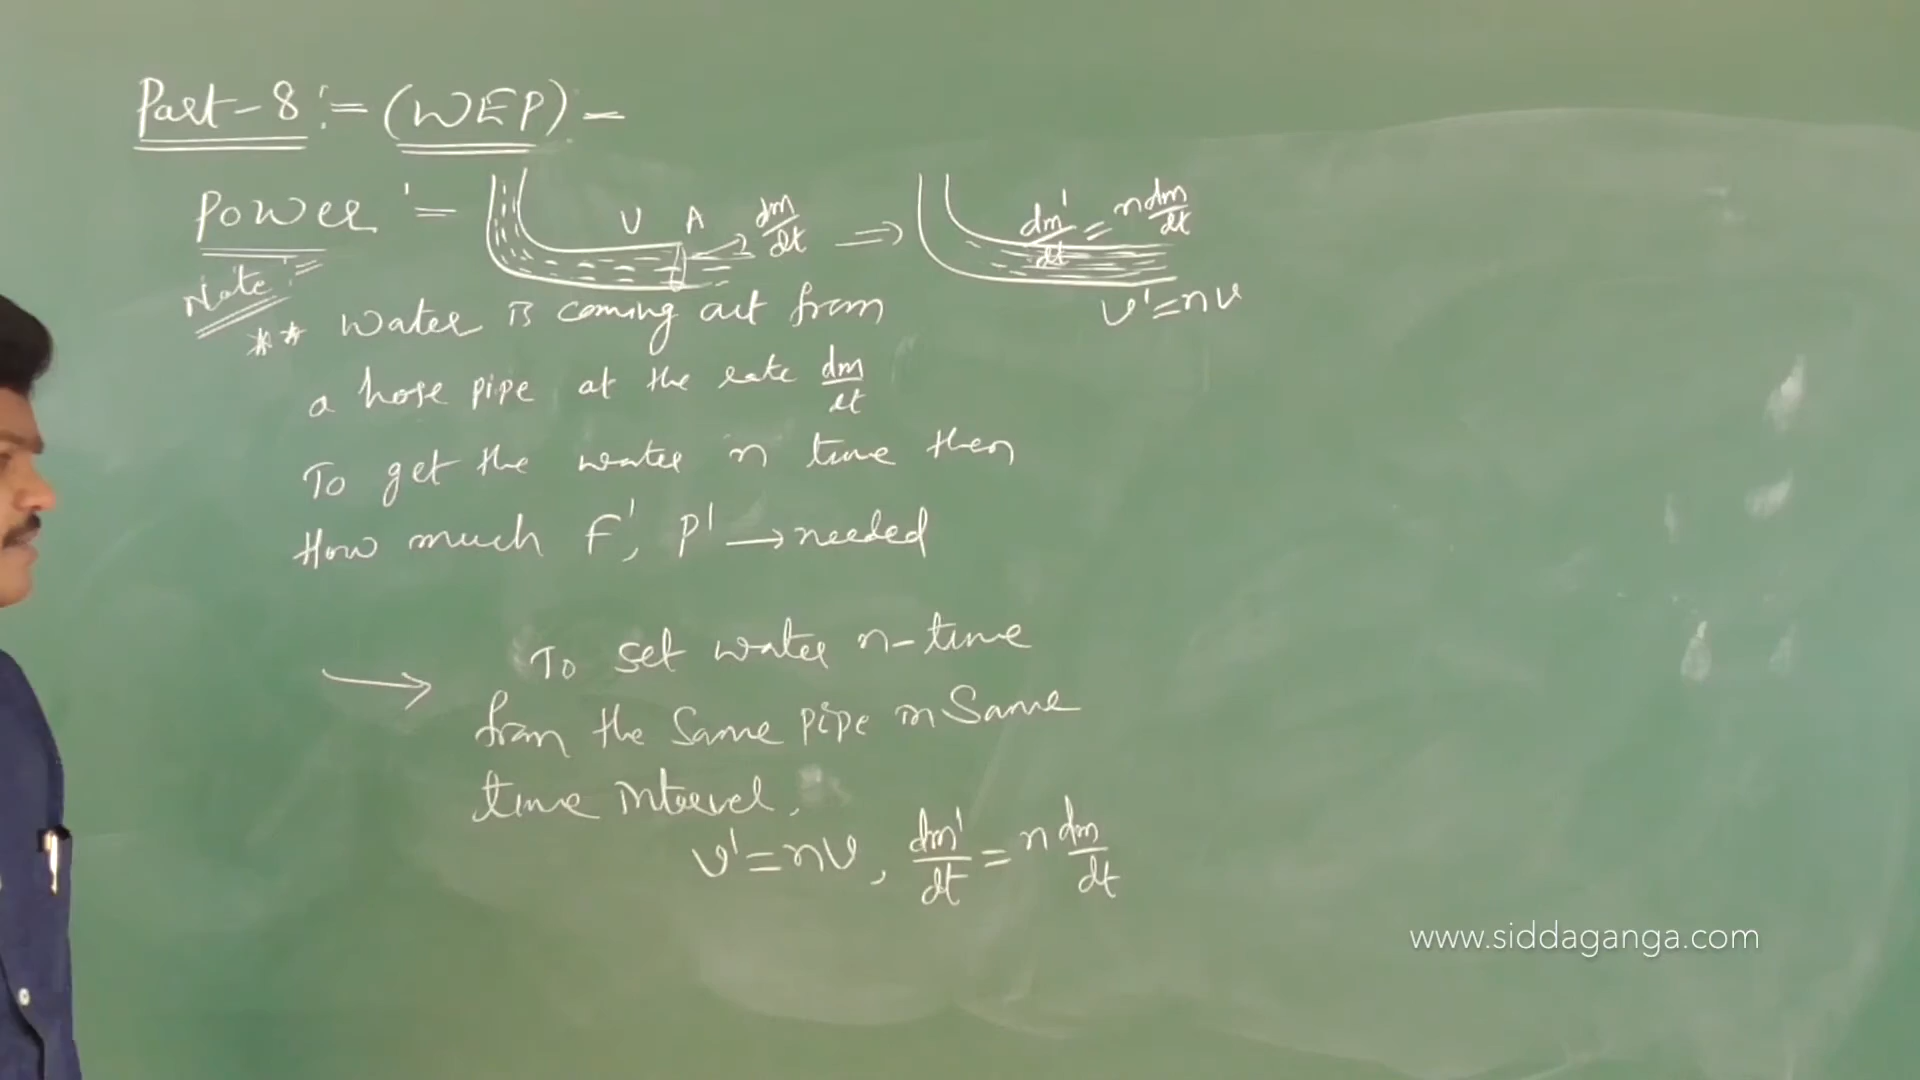 Part-8 :- (WEP) -
Power :-
V A dm/dt ⇒ dm'/dt = n dm/dt
v' = nv
Note :-
** Water is coming out from
a hose pipe at the rate dm/dt
To get the water n time then
How much F', P' → needed
→ To get water n-time
from the same pipe in same
time interval,
v' = nv, dm'/dt = n dm/dt
www.siddaganga.com